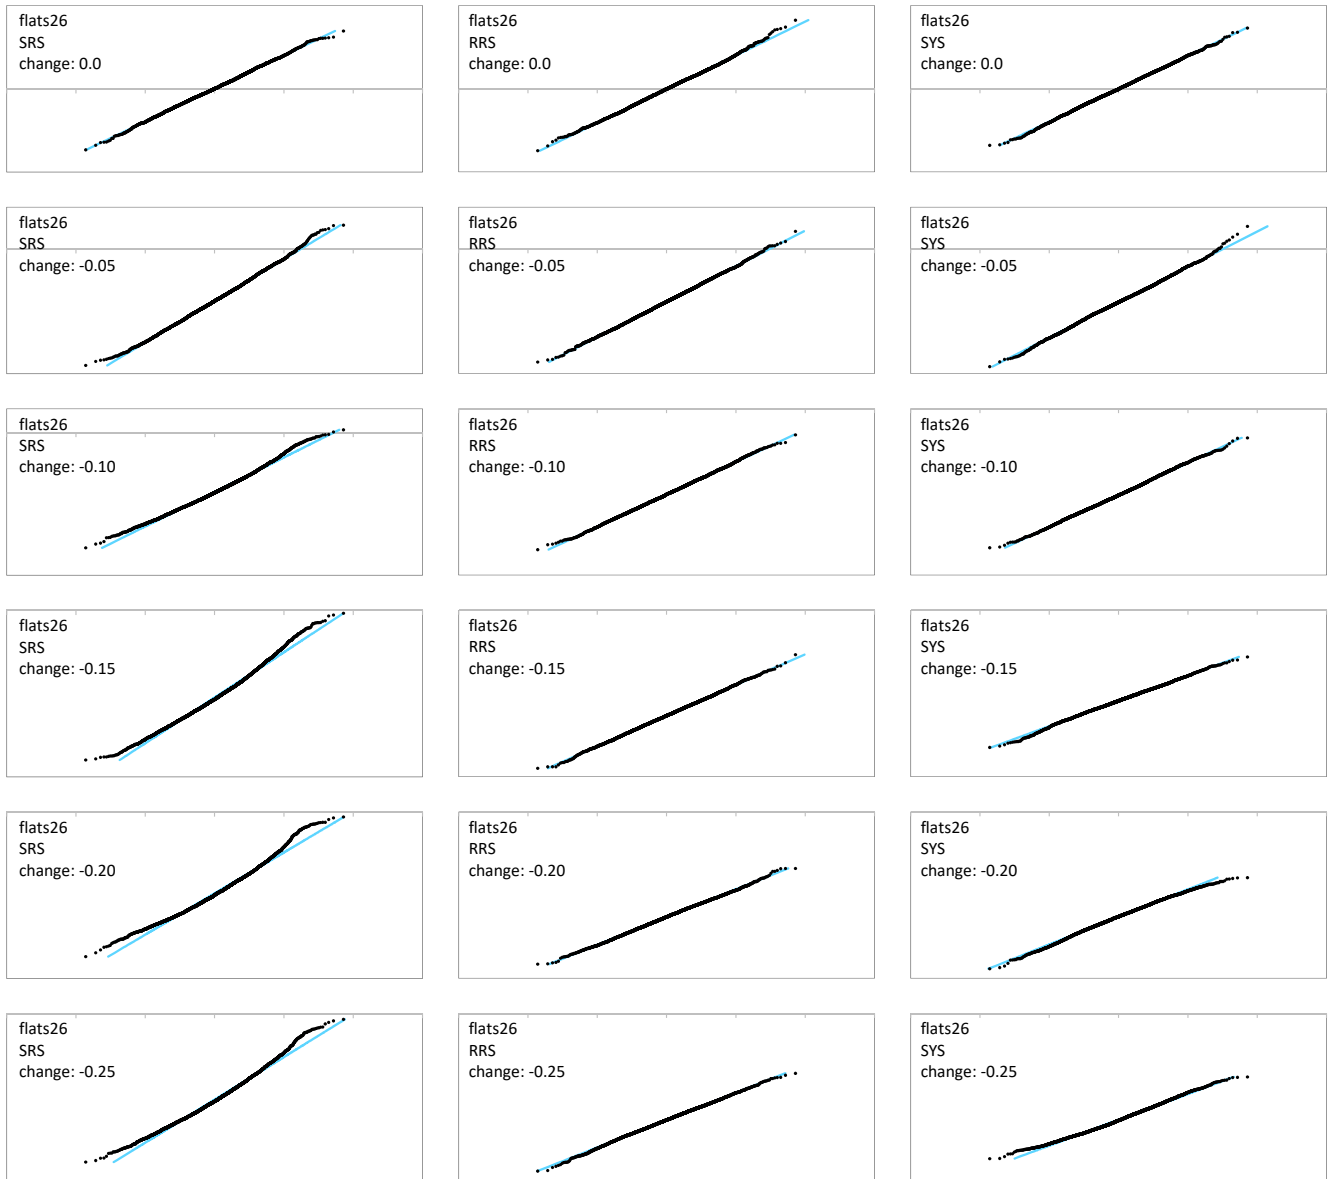 flats26
SRS
change: 0.0
flats26
RRS
change: 0.0
flats26
SYS
change: 0.0
flats26
SRS
change: -0.05
flats26
RRS
change: -0.05
flats26
SYS
change: -0.05
flats26
SRS
change: -0.10
flats26
RRS
change: -0.10
flats26
SYS
change: -0.10
flats26
SRS
change: -0.15
flats26
RRS
change: -0.15
flats26
SYS
change: -0.15
flats26
SRS
change: -0.20
flats26
RRS
change: -0.20
flats26
SYS
change: -0.20
flats26
SRS
change: -0.25
flats26
RRS
change: -0.25
flats26
SYS
change: -0.25